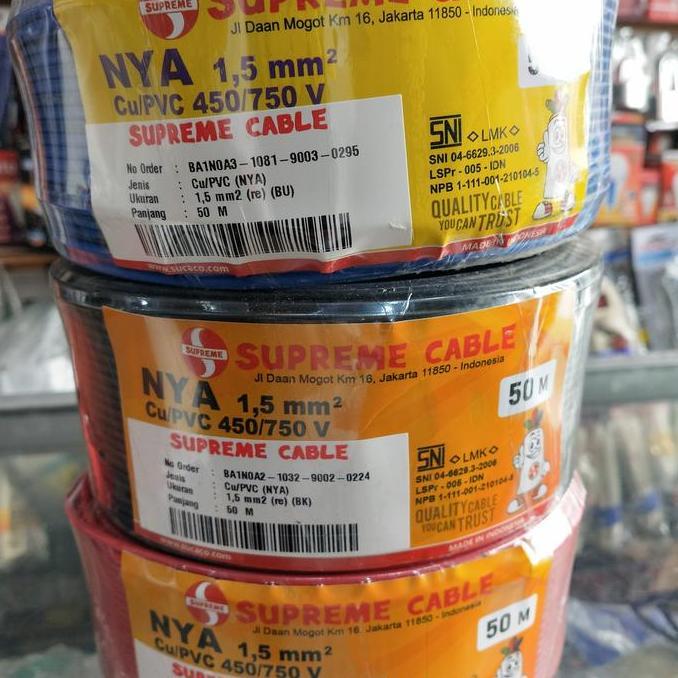 SUPREME
SUPREME CABLE
Jl Daan Mogot Km 16, Jakarta 11850 - Indonesia
NYA 1,5 mm²
Cu/PVC 450/750 V
SUPREME CABLE
No Order : BA1N0A3-1081-9003-0295
Jenis : Cu/PVC (NYA)
Ukuran : 1,5 mm2 (re) (BU)
Panjang : 50 M
SNI LMK
SNI 04-6629.3-2006
LSPr - 005 - IDN
NPB 1-111-001-210104-5
QUALITY CABLE
YOU CAN TRUST
www.sucaco.com
MADE IN INDONESIA
SUPREME
SUPREME CABLE
Jl Daan Mogot Km 16, Jakarta 11850 - Indonesia
50 M
NYA 1,5 mm²
Cu/PVC 450/750 V
SUPREME CABLE
No Order : BA1N0A2-1032-9002-0224
Jenis : Cu/PVC (NYA)
Ukuran : 1,5 mm2 (re) (BK)
Panjang : 50 M
SNI LMK
SNI 04-6629.3-2006
LSPr - 005 - IDN
NPB 1-111-001-210104-5
QUALITY CABLE
YOU CAN TRUST
www.sucaco.com
MADE IN INDONESIA
SUPREME
SUPREME CABLE
Jl Daan Mogot Km 16, Jakarta 11850 - Indonesia
50 M
NYA 1,5 mm²
Cu/PVC 450/750 V